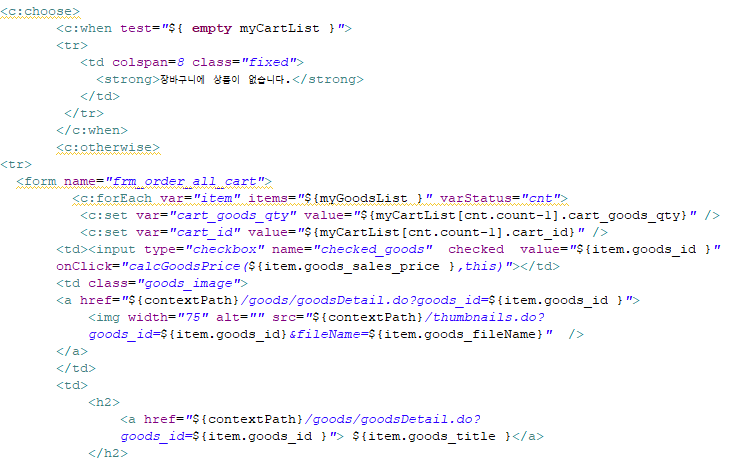 <c:choose>
<c:when test="${ empty myCartList }">
<tr>
<td colspan=8 class="fixed">
<strong>장바구니에 상품이 없습니다.</strong>
</td>
</tr>
</c:when>
<c:otherwise>
<tr>
<form name="frm_order_all_cart">
<c:forEach var="item" items="${myGoodsList }" varStatus="cnt">
<c:set var="cart_goods_qty" value="${myCartList[cnt.count-1].cart_goods_qty}" />
<c:set var="cart_id" value="${myCartList[cnt.count-1].cart_id}" />
<td><input type="checkbox" name="checked_goods" checked value="${item.goods_id }"
onClick="calcGoodsPrice(${item.goods_sales_price },this)"></td>
<td class="goods_image">
<a href="${contextPath}/goods/goodsDetail.do?goods_id=${item.goods_id }">
<img width="75" alt="" src="${contextPath}/thumbnails.do?
goods_id=${item.goods_id}&fileName=${item.goods_fileName}" />
</a>
</td>
<td>
<h2>
<a href="${contextPath}/goods/goodsDetail.do?
goods_id=${item.goods_id }"> ${item.goods_title }</a>
</h2>